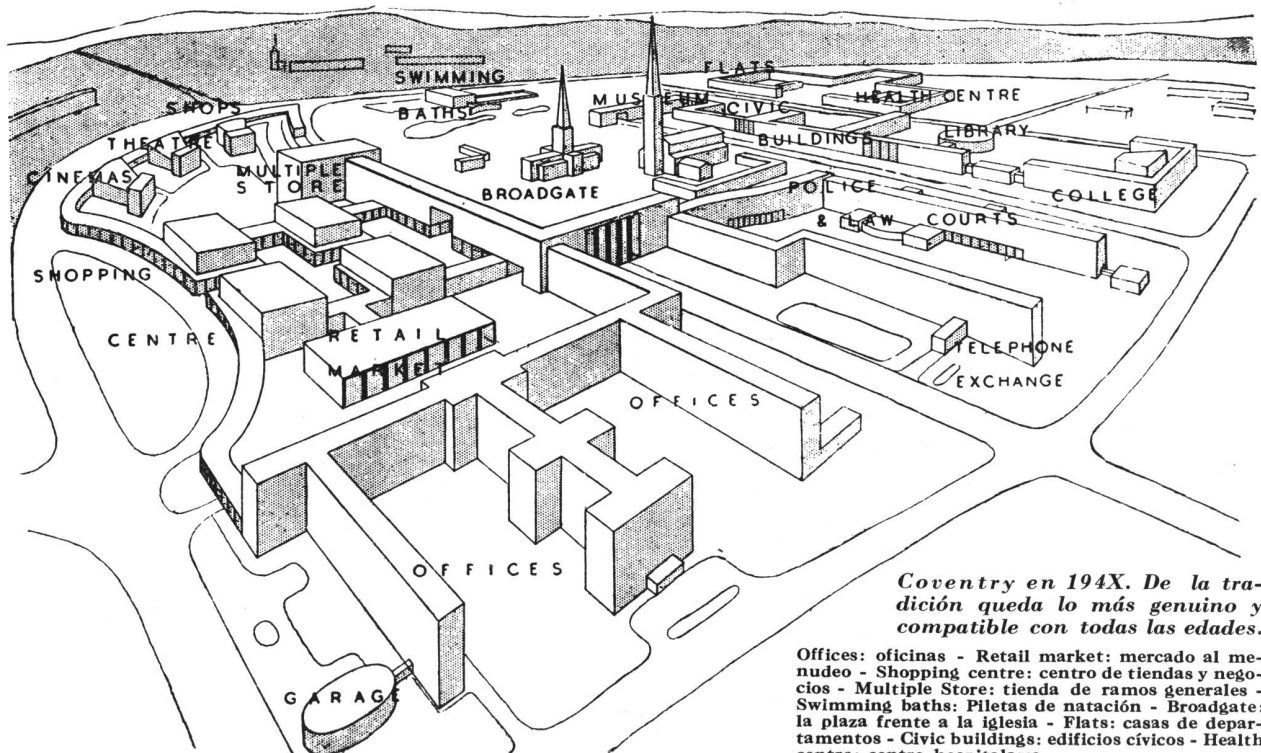 FLATS
SWIMMING
BATHS
SHOPS
MUSEUM
CIVIC
BUILDINGS
HEALTH CENTRE
LIBRARY
THEATRE
CINEMAS
MULTIPLE
STORE
BROADGATE
POLICE
& LAW COURTS
COLLEGE
SHOPPING
CENTRE
RETAIL
MARKET
TELEPHONE
EXCHANGE
OFFICES
OFFICES
GARAGE
Coventry en 194X. De la tra-
dición queda lo más genuino y
compatible con todas las edades.
Offices: oficinas - Retail market: mercado al me-
nudeo - Shopping centre: centro de tiendas y nego-
cios - Multiple Store: tienda de ramos generales -
Swimming baths: Piletas de natación - Broadgate:
la plaza frente a la iglesia - Flats: casas de depar-
tamentos - Civic buildings: edificios cívicos - Health